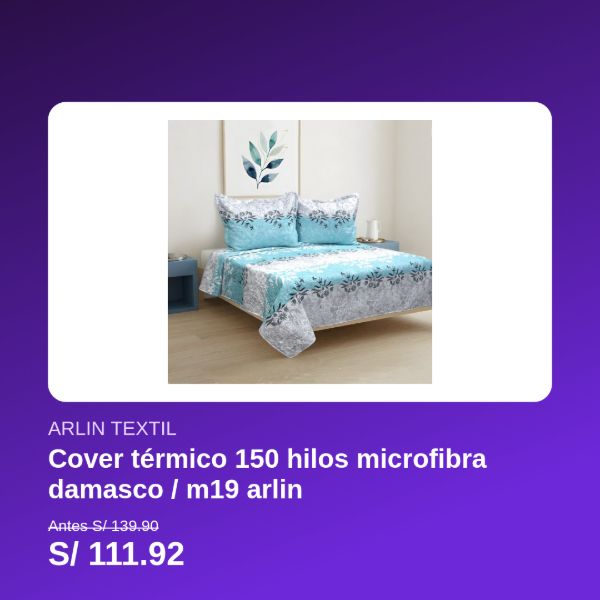 ARLIN TEXTIL
Cover térmico 150 hilos microfibra
damasco / m19 arlin
Antes S/ 139.90
S/ 111.92